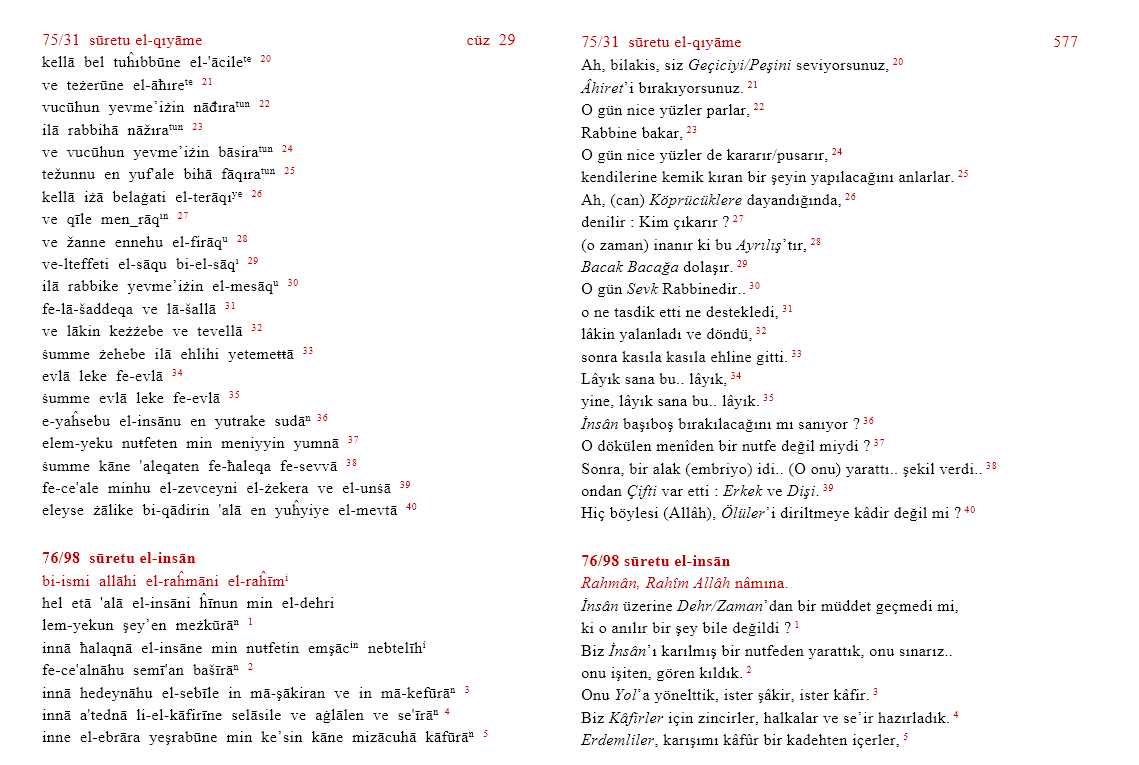 75/31 sūretu el-qıyāme cüz 29
kellā bel tuĥıbbūne el-'ācileᵗᵉ ²⁰
ve teżerūne el-āħıreᵗᵉ ²¹
vucūhun yevme’iżin nāđıraᵗᵘⁿ ²²
ilā rabbihā nāžıraᵗᵘⁿ ²³
ve vucūhun yevme’iżin bāsiraᵗᵘⁿ ²⁴
težunnu en yuf'ale bihā fāqıraᵗᵘⁿ ²⁵
kellā iżā belaġati el-terāqıʸᵉ ²⁶
ve qīle men_rāqⁱⁿ ²⁷
ve žanne ennehu el-firāqᵘ ²⁸
ve-lteffeti el-sāqu bi-el-sāqⁱ ²⁹
ilā rabbike yevme’iżin el-mesāqᵘ ³⁰
fe-lā-šaddeqa ve lā-šallā ³¹
ve lākin keżżebe ve tevellā ³²
ṡumme żehebe ilā ehlihi yetemeŧŧā ³³
evlā leke fe-evlā ³⁴
ṡumme evlā leke fe-evlā ³⁵
e-yaĥsebu el-insānu en yutrake sudāⁿ ³⁶
elem-yeku nuŧfeten min meniyyin yumnā ³⁷
ṡumme kāne 'aleqaten fe-ħaleqa fe-sevvā ³⁸
fe-ce'ale minhu el-zevceyni el-żekera ve el-unṡā ³⁹
eleyse żālike bi-qādirin 'alā en yuĥyiye el-mevtā ⁴⁰
76/98 sūretu el-insān
bi-ismi allāhi el-raĥmāni el-raĥīmⁱ
hel etā 'alā el-insāni ĥīnun min el-dehri
lem-yekun şey’en meżkūrāⁿ ¹
innā ħalaqnā el-insāne min nuŧfetin emşācⁱⁿ nebtelīhⁱ
fe-ce'alnāhu semī'an bašīrāⁿ ²
innā hedeynāhu el-sebīle in mā-şākiran ve in mā-kefūrāⁿ ³
innā a'tednā li-el-kāfirīne selāsile ve aġlālen ve se'īrāⁿ ⁴
inne el-ebrāra yeşrabūne min ke’sin kāne mizācuhā kāfūrāⁿ ⁵
75/31 sūretu el-qıyāme 577
Ah, bilakis, siz Geçiciyi/Peşini seviyorsunuz, ²⁰
Âhiret’i bırakıyorsunuz. ²¹
O gün nice yüzler parlar, ²²
Rabbine bakar, ²³
O gün nice yüzler de kararır/pusarır, ²⁴
kendilerine kemik kıran bir şeyin yapılacağını anlarlar. ²⁵
Ah, (can) Köprücüklere dayandığında, ²⁶
denilir : Kim çıkarır ? ²⁷
(o zaman) inanır ki bu Ayrılış’tır, ²⁸
Bacak Bacağa dolaşır. ²⁹
O gün Sevk Rabbinedir.. ³⁰
o ne tasdik etti ne destekledi, ³¹
lâkin yalanladı ve döndü, ³²
sonra kasıla kasıla ehline gitti. ³³
Lâyık sana bu.. lâyık, ³⁴
yine, lâyık sana bu.. lâyık. ³⁵
İnsân başıboş bırakılacağını mı sanıyor ? ³⁶
O dökülen menîden bir nutfe değil miydi ? ³⁷
Sonra, bir alak (embriyo) idi.. (O onu) yarattı.. şekil verdi.. ³⁸
ondan Çifti var etti : Erkek ve Dişi. ³⁹
Hiç böylesi (Allâh), Ölüler’i diriltmeye kâdir değil mi ? ⁴⁰
76/98 sūretu el-insān
Rahmân, Rahîm Allâh nâmına.
İnsân üzerine Dehr/Zaman’dan bir müddet geçmedi mi,
ki o anılır bir şey bile değildi ? ¹
Biz İnsân’ı karılmış bir nutfeden yarattık, onu sınarız..
onu işiten, gören kıldık. ²
Onu Yol’a yönelttik, ister şâkir, ister kâfir. ³
Biz Kâfirler için zincirler, halkalar ve se’ir hazırladık. ⁴
Erdemliler, karışımı kâfûr bir kadehten içerler, ⁵